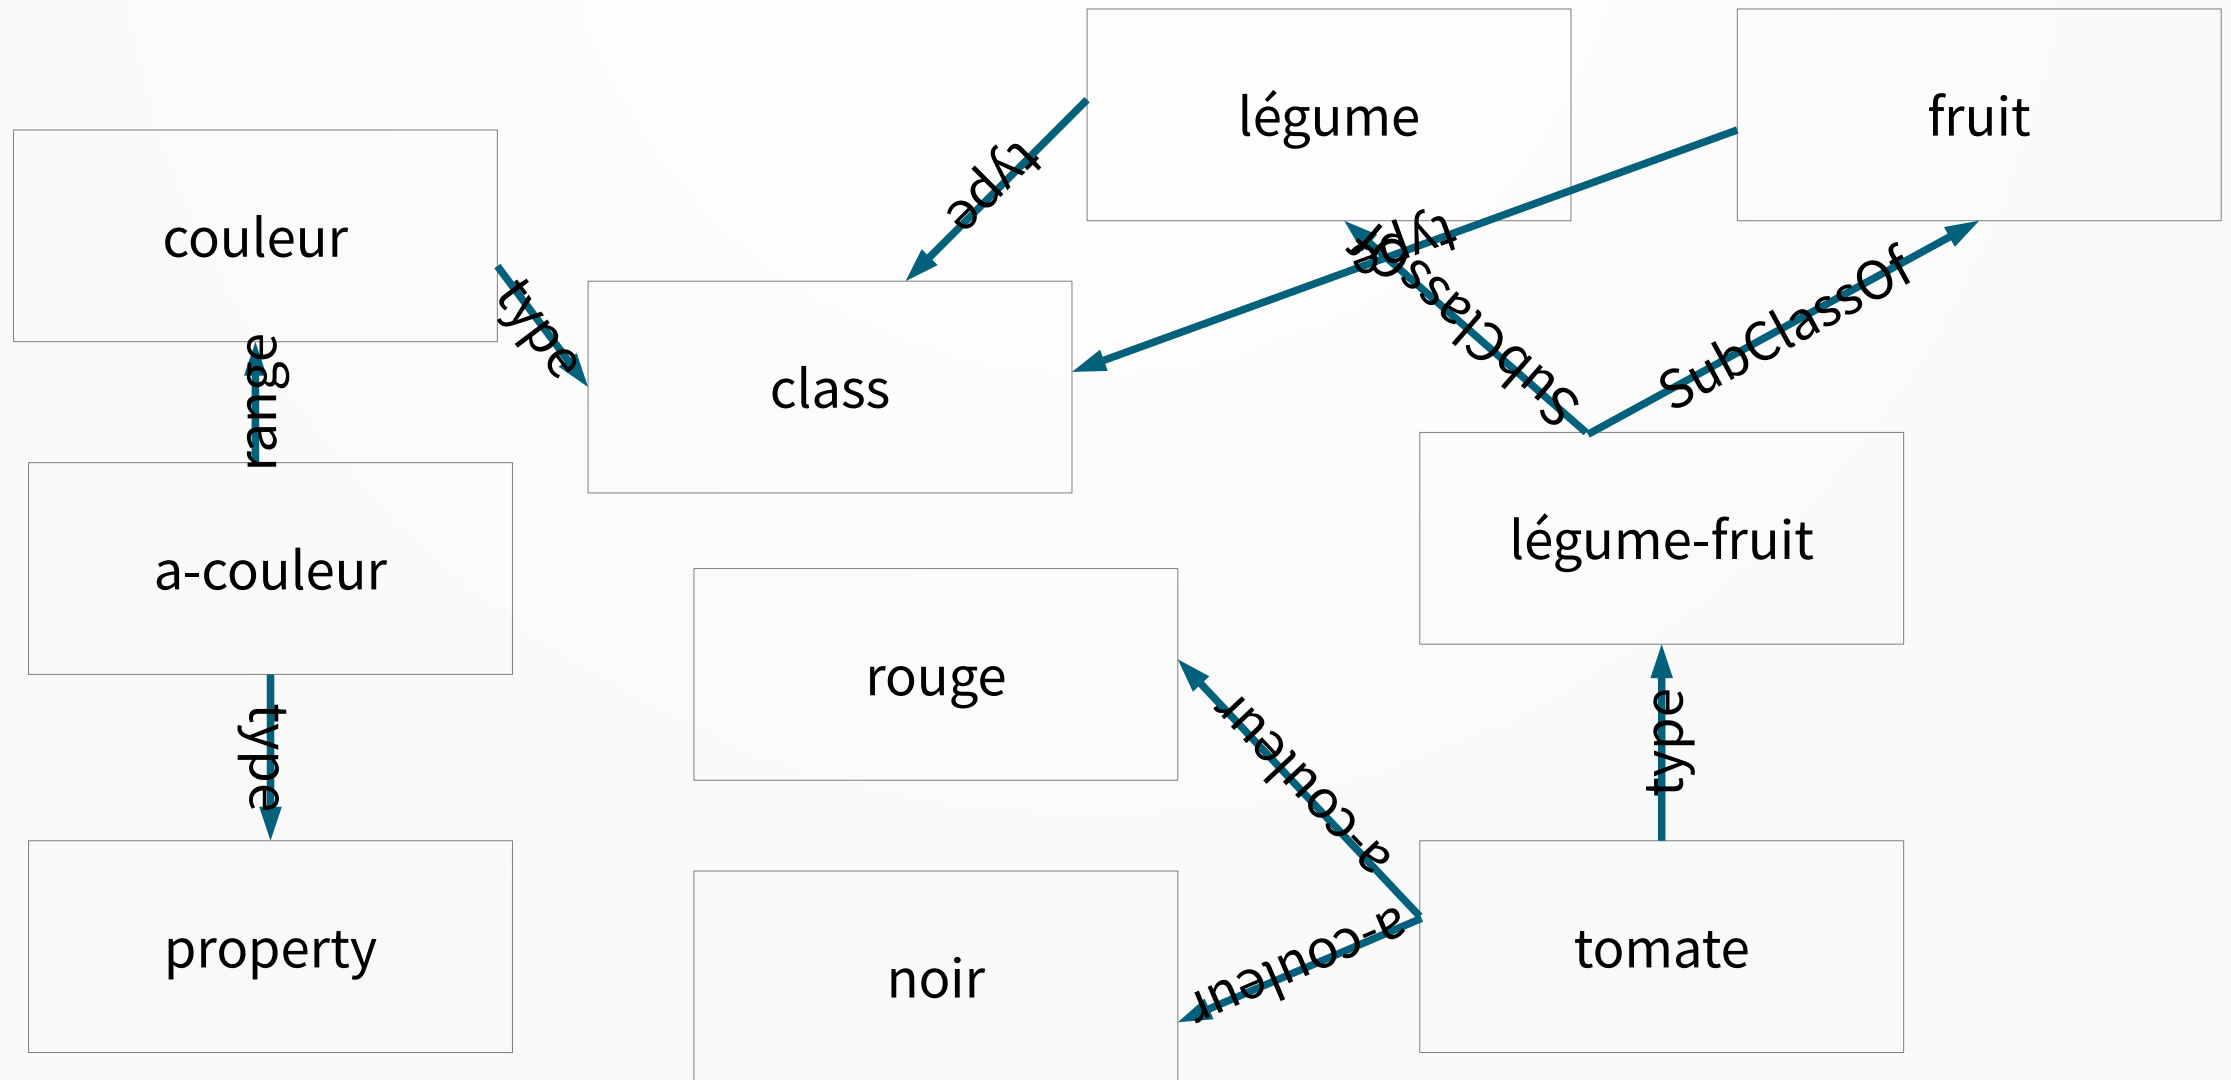 légume
fruit
type
couleur
type
SubClassOf
SubClassOf
type
class
range
légume-fruit
a-couleur
rouge
type
a-couleur
type
property
a-couleur
tomate
noir